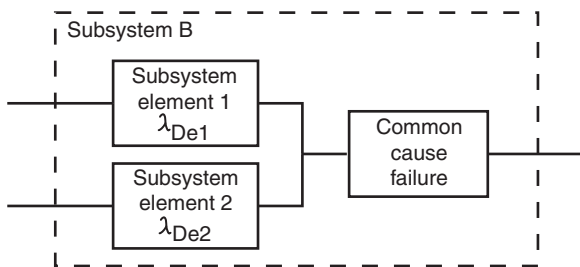 Subsystem B
Subsystem
element 1
λDe1
Subsystem
element 2
λDe2
Common
cause
failure